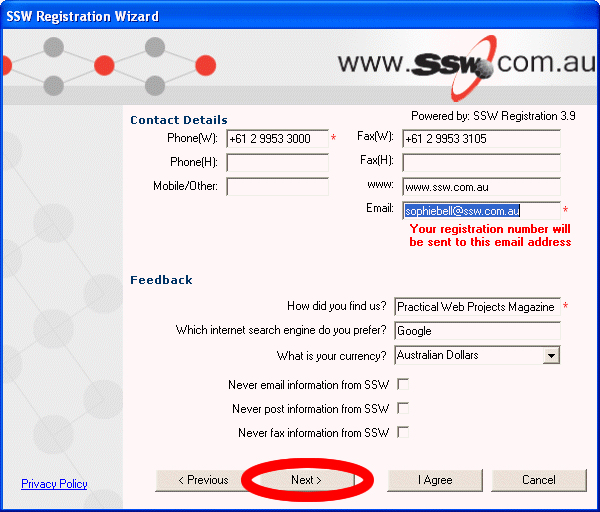 SSW Registration Wizard
www.SSW.com.au
Powered by: SSW Registration 3.9
Contact Details
Phone(W): +61 2 9953 3000 * Fax(W): +61 2 9953 3105
Phone(H): Fax(H):
Mobile/Other: www: www.ssw.com.au
Email: sophiebell@ssw.com.au *
Your registration number will
be sent to this email address
Feedback
How did you find us? Practical Web Projects Magazine *
Which internet search engine do you prefer? Google
What is your currency? Australian Dollars
Never email information from SSW
Never post information from SSW
Never fax information from SSW
Privacy Policy < Previous Next > I Agree Cancel